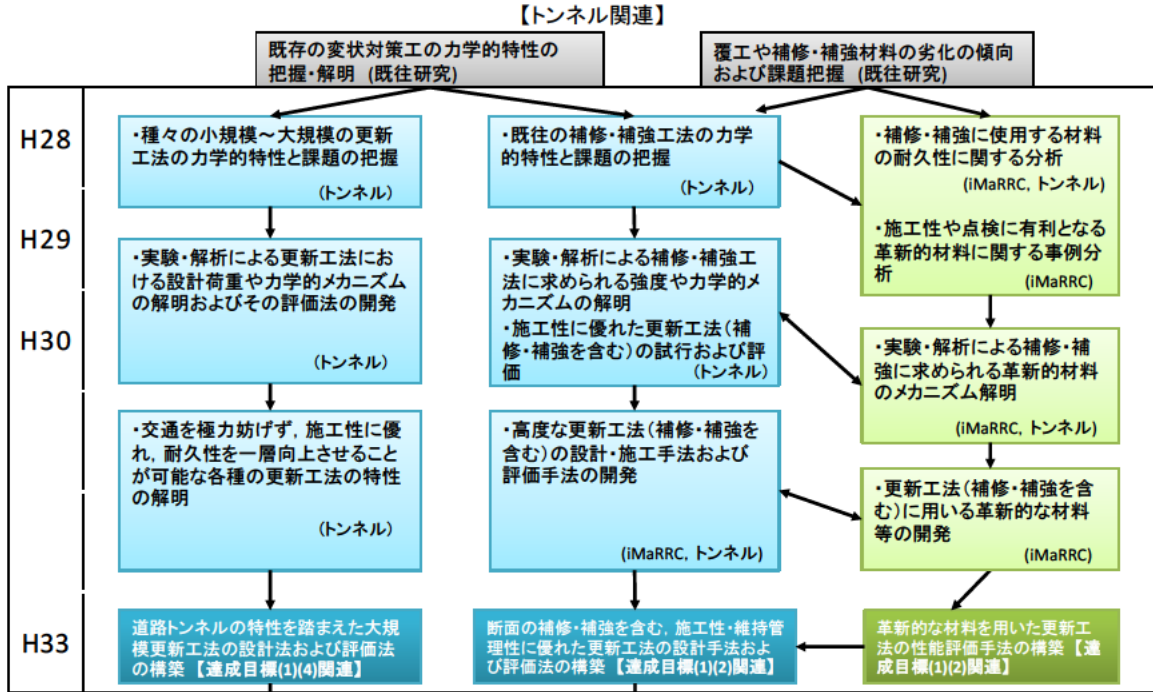 【トンネル関連】
既存の変状対策工の力学的特性の
把握・解明 (既往研究)
覆工や補修・補強材料の劣化の傾向
および課題把握 (既往研究)
H28
・種々の小規模～大規模の更新
工法の力学的特性と課題の把握
(トンネル)
・既往の補修・補強工法の力学
的特性と課題の把握
(トンネル)
・補修・補強に使用する材料
の耐久性に関する分析
(iMaRRC, トンネル)
・施工性や点検に有利となる
革新的材料に関する事例分
析
(iMaRRC)
H29
・実験・解析による更新工法にお
ける設計荷重や力学的メカニズム
の解明およびその評価法の開発
(トンネル)
・実験・解析による補修・補強工
法に求められる強度や力学的メ
カニズムの解明
・施工性に優れた更新工法(補
修・補強を含む)の試行および評
価
(トンネル)
H30
・実験・解析による補修・補
強に求められる革新的材料
のメカニズム解明
(iMaRRC, トンネル)
・交通を極力妨げず, 施工性に優
れ, 耐久性を一層向上させること
が可能な各種の更新工法の特性
の解明
(トンネル)
・高度な更新工法(補修・補強を
含む)の設計・施工手法および
評価手法の開発
(iMaRRC, トンネル)
・更新工法(補修・補強を含
む)に用いる革新的な材料
等の開発
(iMaRRC)
H33
道路トンネルの特性を踏まえた大規
模更新工法の設計法および評価法
の構築 【達成目標(1)(4)関連】
断面の補修・補強を含む, 施工性・維持管
理性に優れた更新工法の設計手法およ
び評価法の構築 【達成目標(1)(2)関連】
革新的な材料を用いた更新工
法の性能評価手法の構築 【達
成目標(1)(2)関連】